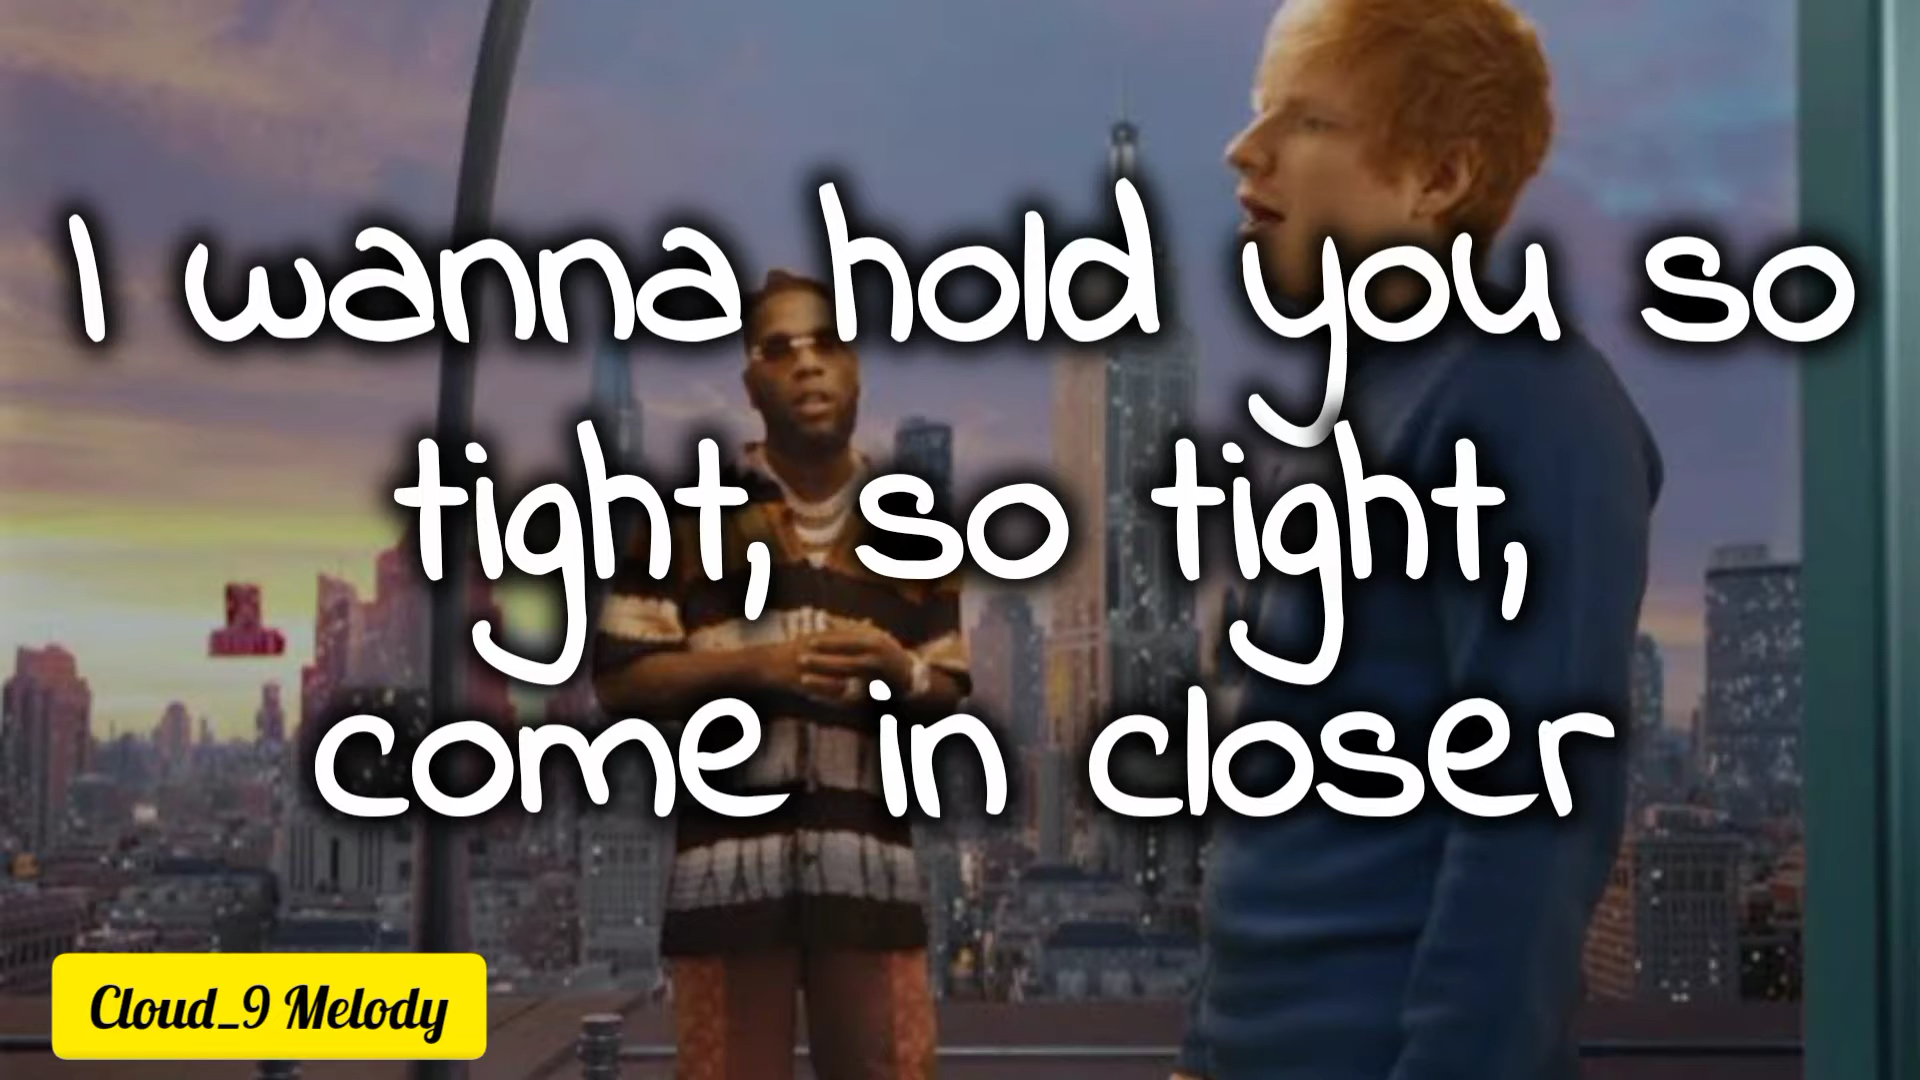 I wanna hold you so
tight, so tight,
come in closer
Cloud_9 Melody